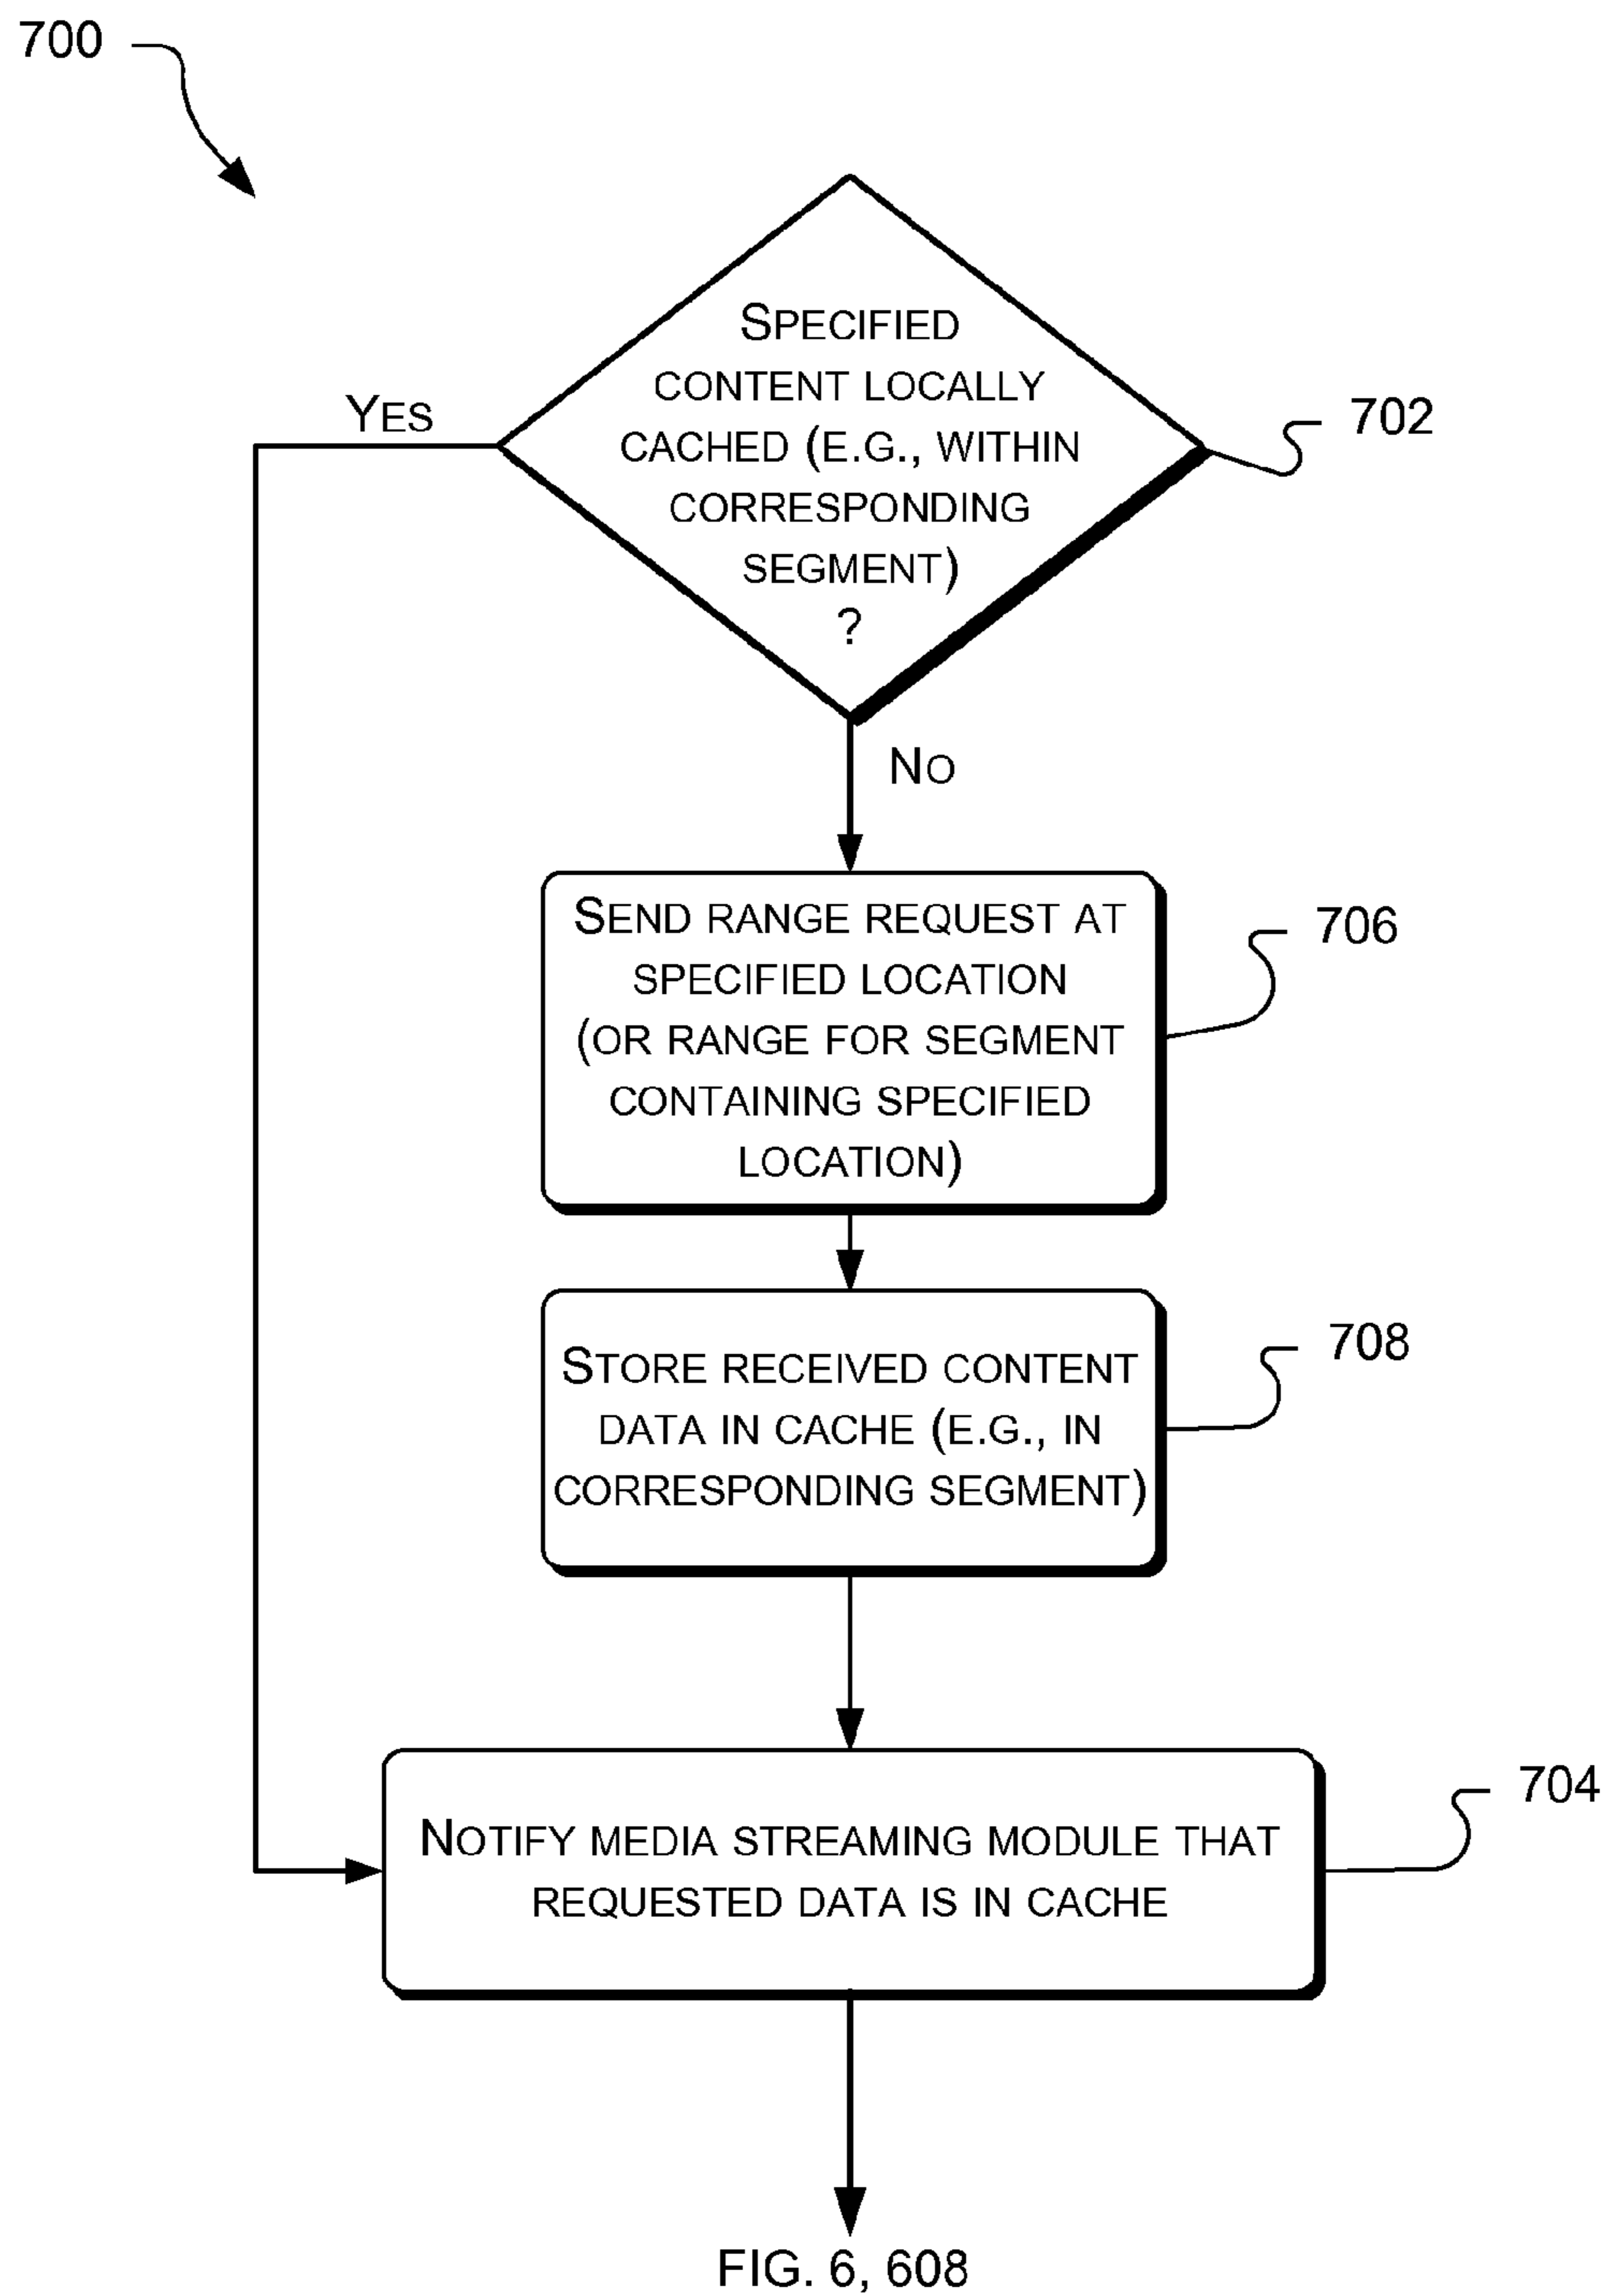 700
SPECIFIED
CONTENT LOCALLY
CACHED (E.G., WITHIN
CORRESPONDING
SEGMENT)
?
YES
702
NO
SEND RANGE REQUEST AT
SPECIFIED LOCATION
(OR RANGE FOR SEGMENT
CONTAINING SPECIFIED
LOCATION)
706
STORE RECEIVED CONTENT
DATA IN CACHE (E.G., IN
CORRESPONDING SEGMENT)
708
NOTIFY MEDIA STREAMING MODULE THAT
REQUESTED DATA IS IN CACHE
704
FIG. 6, 608